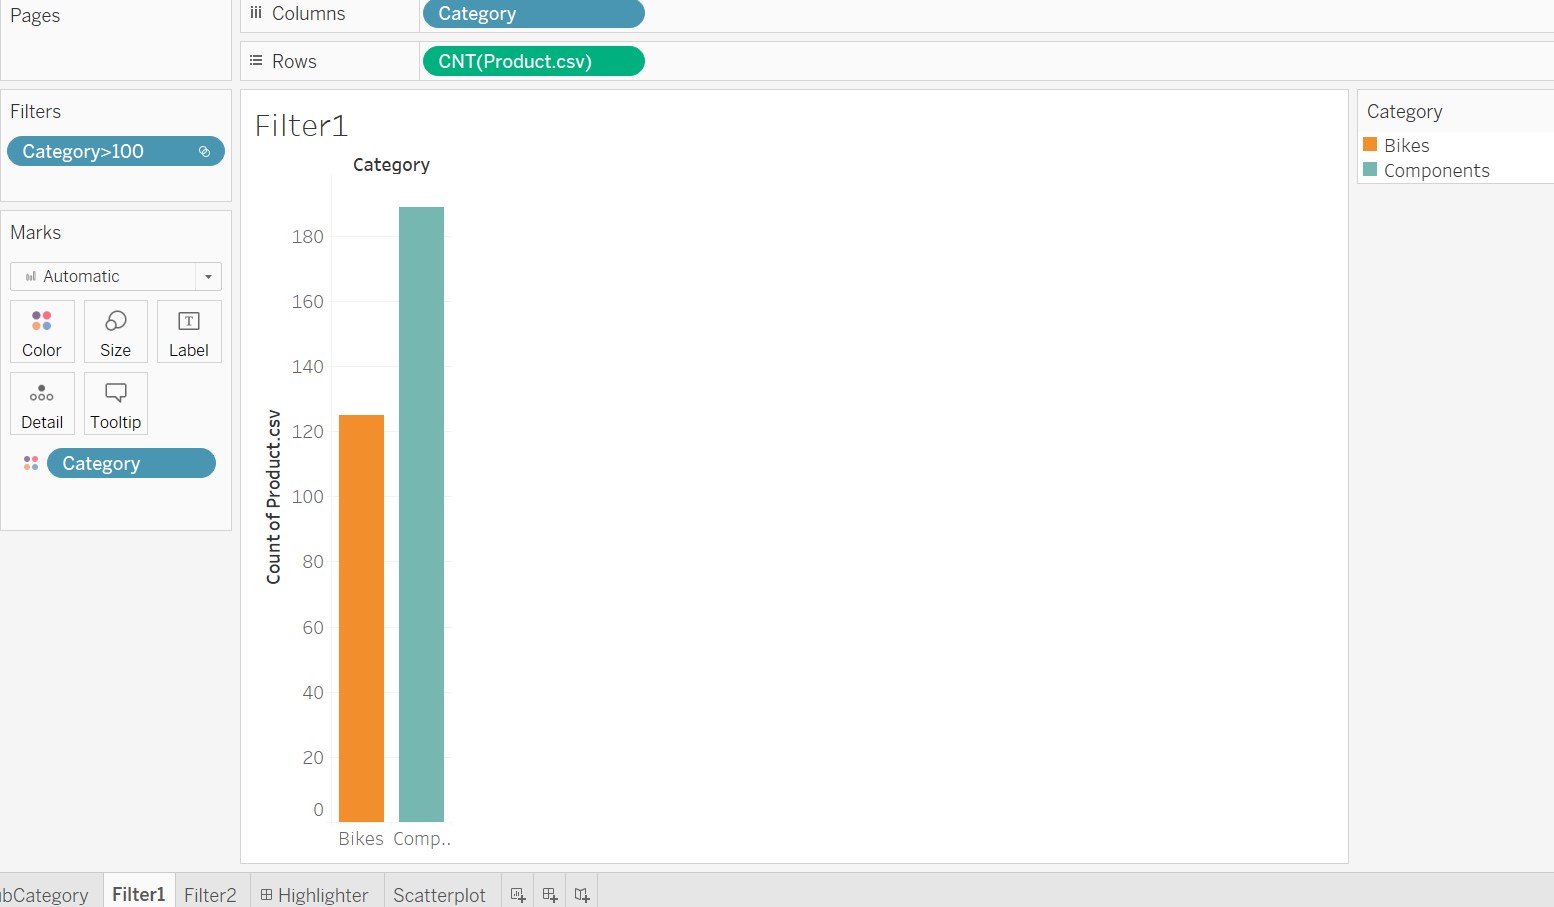 Pages
Columns
Category
Rows
CNT(Product.csv)
Filters
Category>100
Marks
Automatic
Color
Size
Label
Detail
Tooltip
Category
Filter1
Category
Count of Product.csv
180
160
140
120
100
80
60
40
20
0
Bikes Comp..
Category
Bikes
Components
bCategory Filter1 Filter2 Highlighter Scatterplot